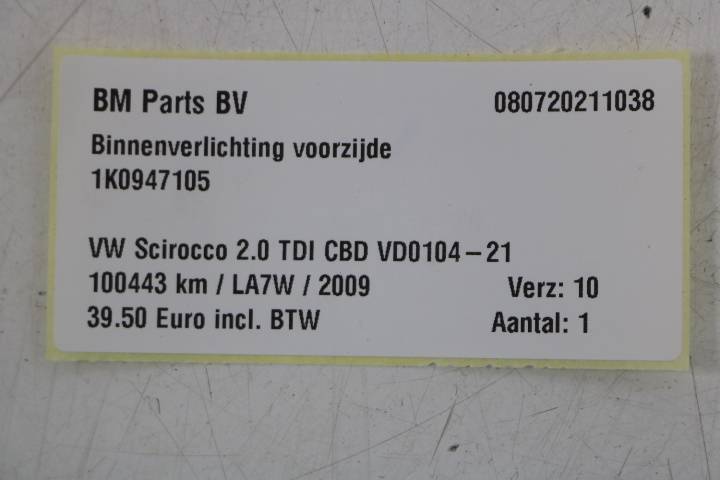 BM Parts BV 080720211038
Binnenverlichting voorzijde
1K0947105
VW Scirocco 2.0 TDI CBD VD0104-21
100443 km / LA7W / 2009 Verz: 10
39.50 Euro incl. BTW Aantal: 1